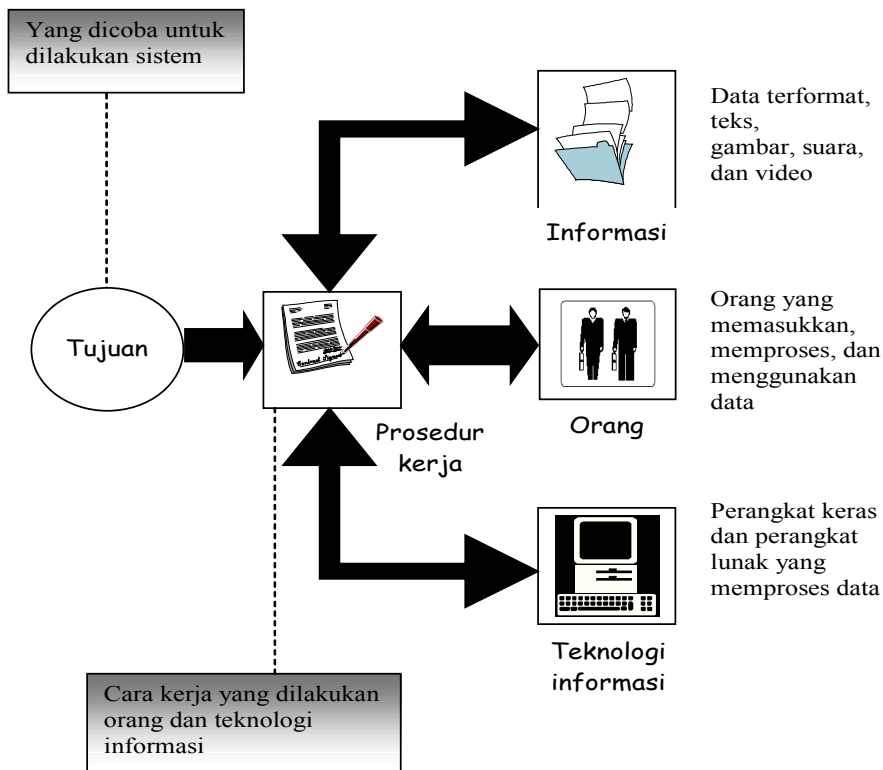 Yang dicoba untuk
dilakukan sistem
Data terformat,
teks,
gambar, suara,
dan video
Informasi
Tujuan
Prosedur
kerja
Orang yang
memasukkan,
memproses, dan
menggunakan
data
Orang
Perangkat keras
dan perangkat
lunak yang
memproses data
Teknologi
informasi
Cara kerja yang dilakukan
orang dan teknologi
informasi